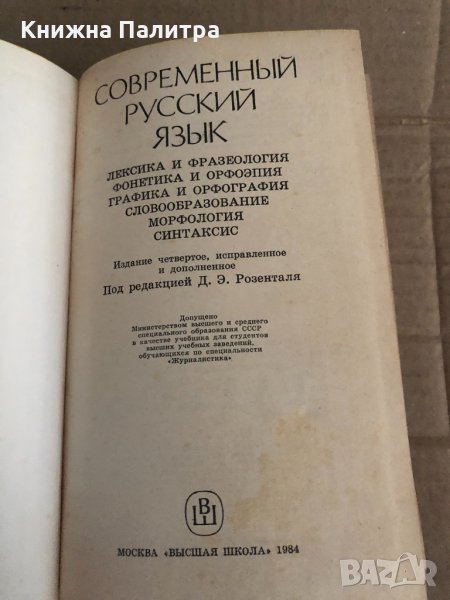 Книжна Палитра
СОВРЕМЕННЫЙ
РУССКИЙ
ЯЗЫК
ЛЕКСИКА И ФРАЗЕОЛОГИЯ
ФОНЕТИКА И ОРФОЭПИЯ
ГРАФИКА И ОРФОГРАФИЯ
СЛОВООБРАЗОВАНИЕ
МОРФОЛОГИЯ
СИНТАКСИС
Издание четвертое, исправленное
и дополненное
Под редакцией Д. Э. Розенталя
Допущено
Министерством высшего и среднего
специального образования СССР
в качестве учебника для студентов
высших учебных заведений,
обучающихся по специальности
«Журналистика»
ВШ
МОСКВА «ВЫСШАЯ ШКОЛА» 1984
BAZAR